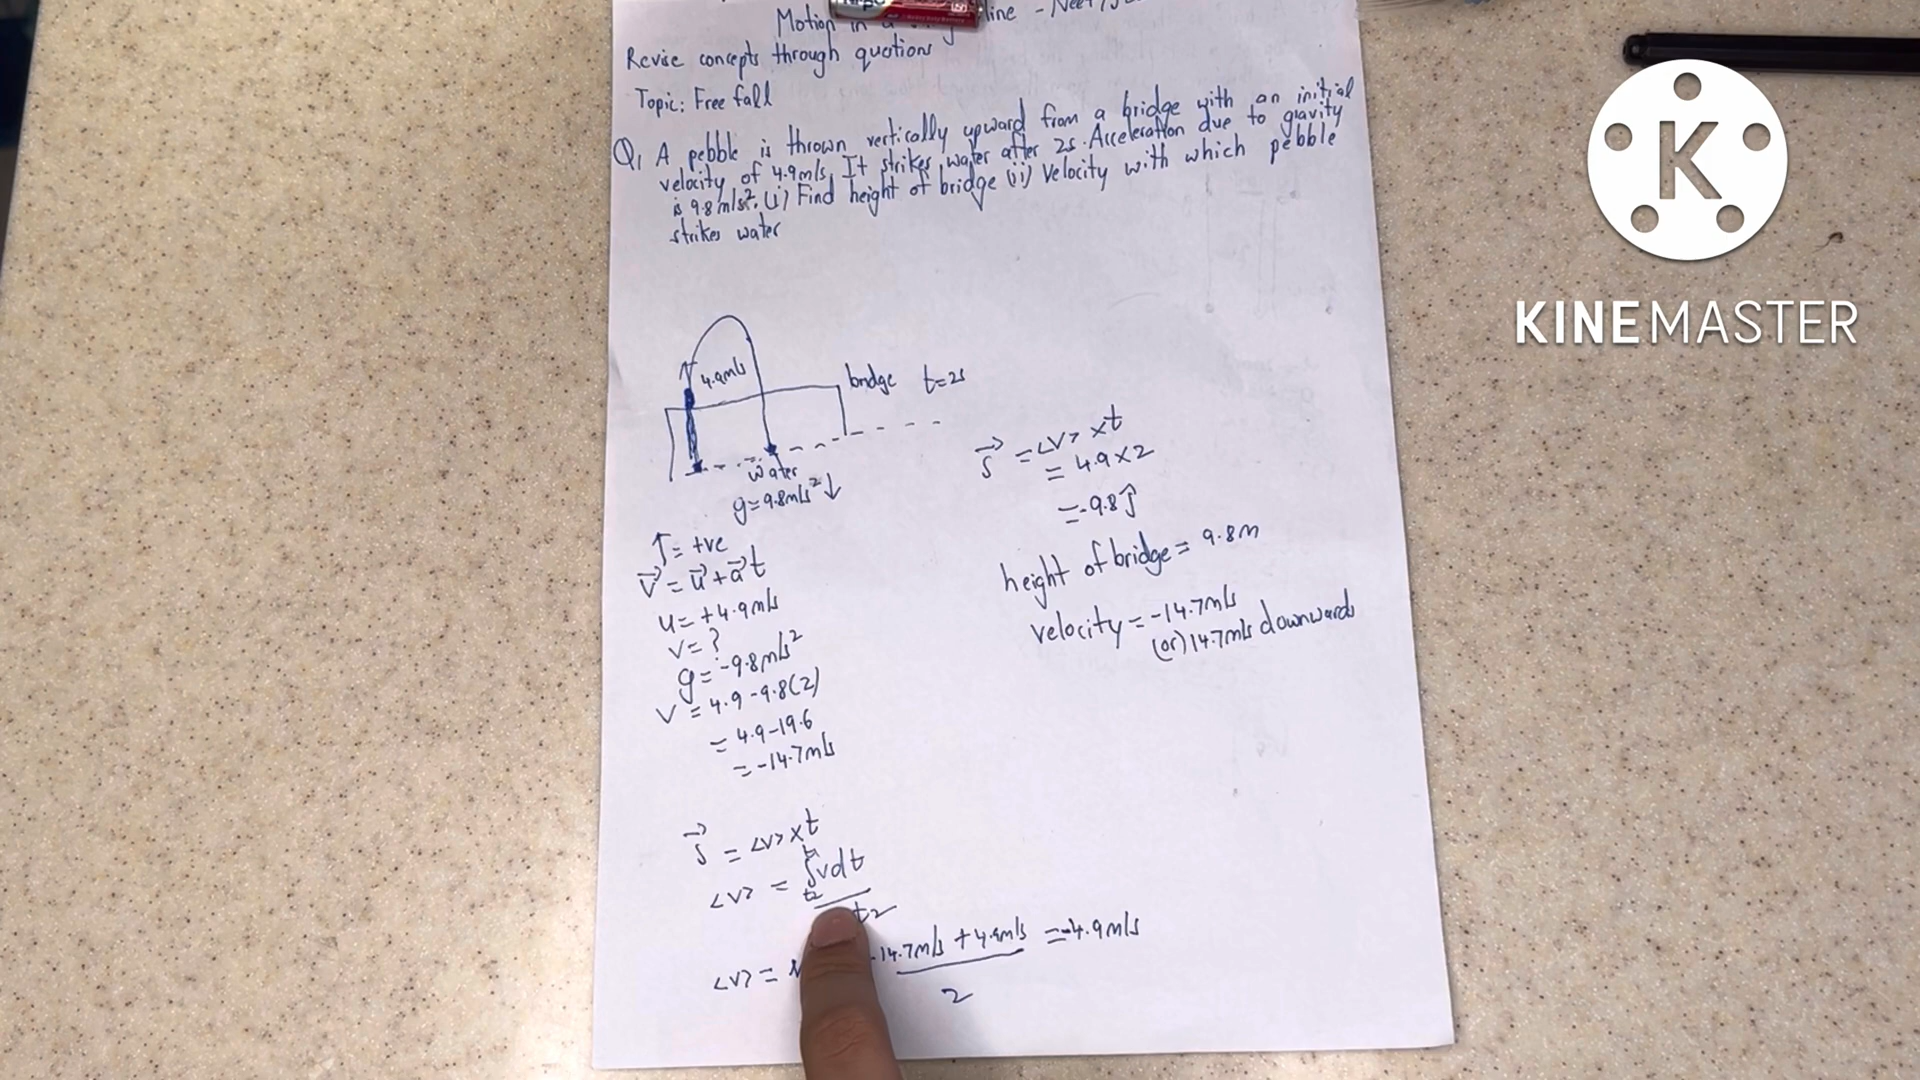 Motion in a line - Neet
Revise concepts through quotions
Topic: Free fall
Q1 A pebble is thrown vertically upward from a bridge with an initial
velocity of 4.9m/s. It strikes water after 2s. Acceleration due to gravity
is 9.8m/s². (i) Find height of bridge (ii) Velocity with which pebble
strikes water
4.9m/s
bridge t=2s
water
g=9.8m/s² ↓
↑=+ve
v⃗ = u⃗ + a⃗ t
u = +4.9m/s
v = ?
g = -9.8m/s²
v = 4.9 - 9.8(2)
= 4.9-19.6
= -14.7m/s
s⃗ = <v> x t
<v> = ∫vdt
t2
<v> =
-14.7m/s + 4.9m/s = -4.9m/s
2
s⃗ = <v> x t
= 4.9 x 2
= -9.8ĵ
height of bridge = 9.8m
velocity = -14.7m/s
(or) 14.7m/s downwards
K
KINEMASTER